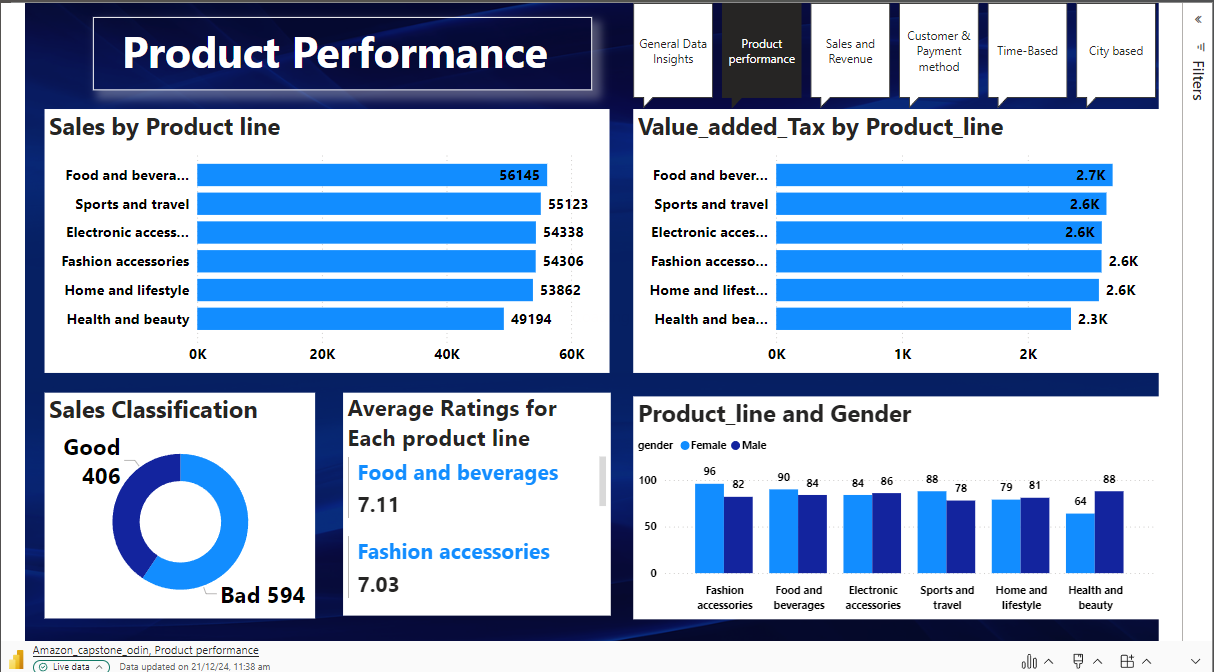 Product Performance
General Data
Insights
Product
performance
Sales and
Revenue
Customer &
Payment
method
Time-Based
City based
Filters
Sales by Product line
Food and bevera... 56145
Sports and travel 55123
Electronic access... 54338
Fashion accessories 54306
Home and lifestyle 53862
Health and beauty 49194
0K 20K 40K 60K
Value_added_Tax by Product_line
Food and bever... 2.7K
Sports and travel 2.6K
Electronic acces... 2.6K
Fashion accesso... 2.6K
Home and lifest... 2.6K
Health and bea... 2.3K
0K 1K 2K
Sales Classification
Good
406
Bad 594
Average Ratings for
Each product line
Food and beverages
7.11
Fashion accessories
7.03
Product_line and Gender
gender Female Male
100
50
0
96 82 90 84 84 86 88 78 79 81 64 88
Fashion
accessories
Food and
beverages
Electronic
accessories
Sports and
travel
Home and
lifestyle
Health and
beauty
Amazon_capstone_odin, Product performance
Live data
Data updated on 21/12/24, 11:38 am